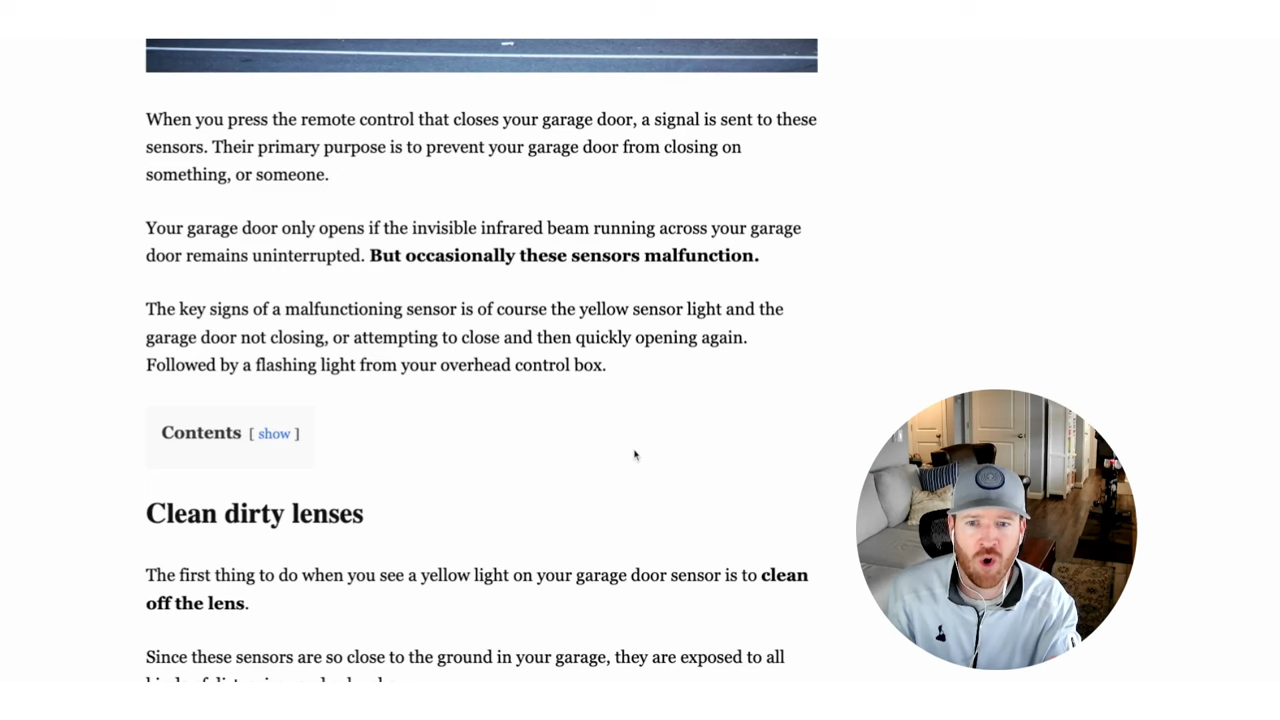 When you press the remote control that closes your garage door, a signal is sent to these
sensors. Their primary purpose is to prevent your garage door from closing on
something, or someone.
Your garage door only opens if the invisible infrared beam running across your garage
door remains uninterrupted. But occasionally these sensors malfunction.
The key signs of a malfunctioning sensor is of course the yellow sensor light and the
garage door not closing, or attempting to close and then quickly opening again.
Followed by a flashing light from your overhead control box.
Contents [ show ]
Clean dirty lenses
The first thing to do when you see a yellow light on your garage door sensor is to clean
off the lens.
Since these sensors are so close to the ground in your garage, they are exposed to all